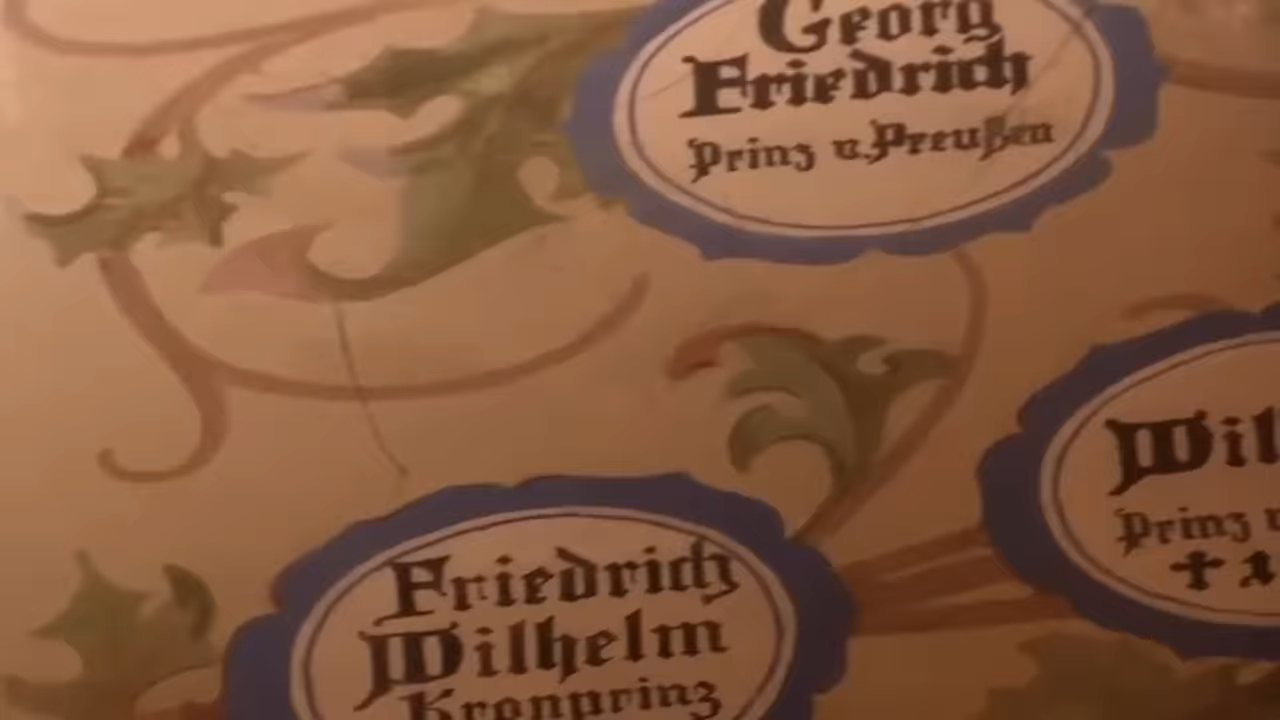 Georg
Friedrich
Prinz v. Preußen
Friedrich
Wilhelm
Kronprinz
Prinz
†